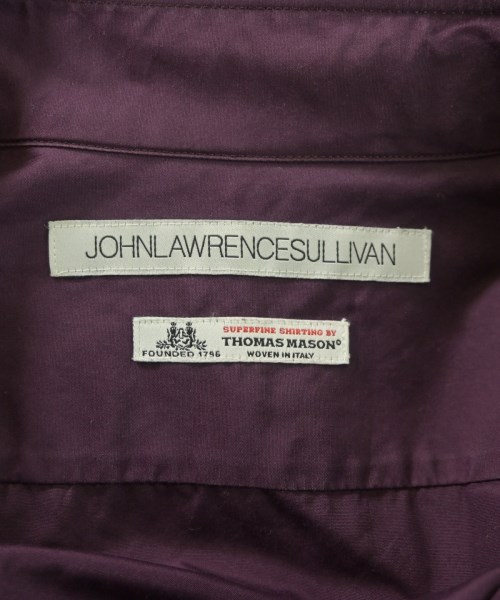 JOHNLAWRENCESULLIVAN
SUPERFINE SHIRTING BY
THOMAS MASON®
FOUNDED 1796
WOVEN IN ITALY